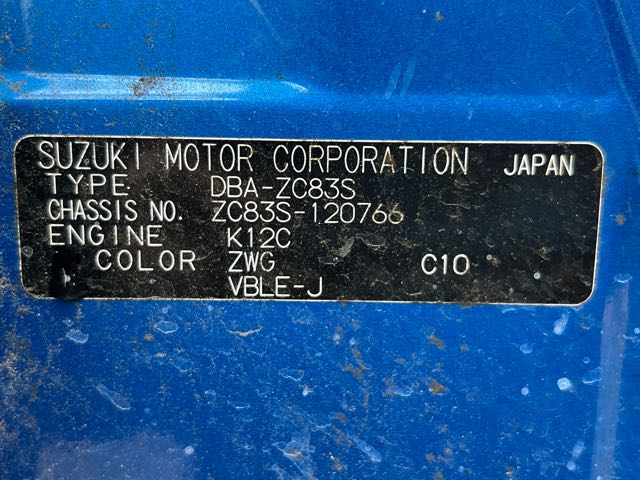 SUZUKI MOTOR CORPORATION JAPAN
TYPE DBA-ZC83S
CHASSIS NO. ZC83S-120766
ENGINE K12C
COLOR ZWG C10
VBLE-J